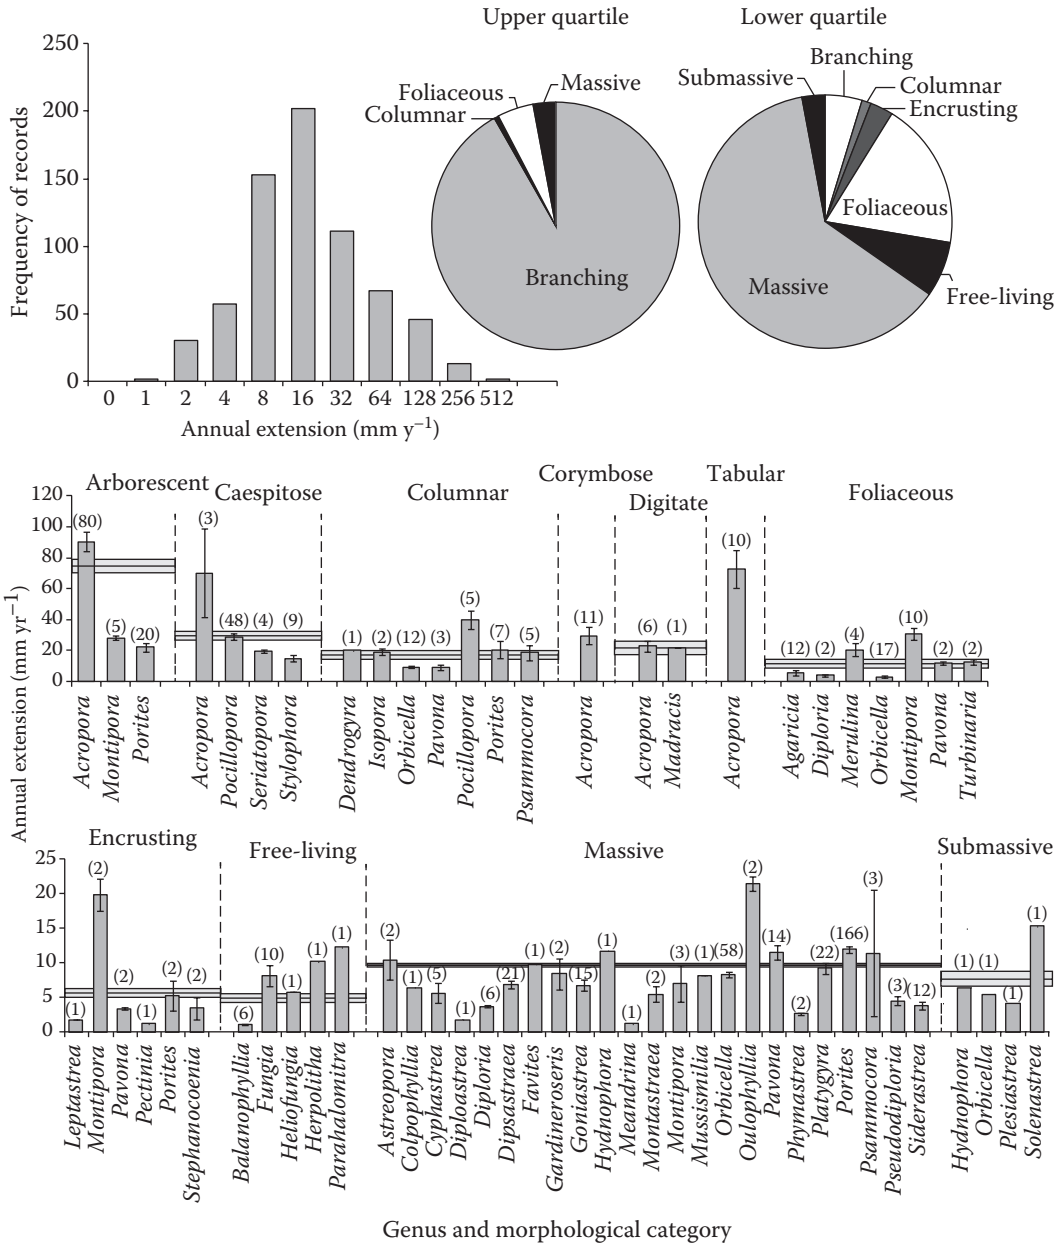 Upper quartile
Lower quartile
250
200
150
100
50
0
Frequency of records
0 1 2 4 8 16 32 64 128 256 512
Annual extension (mm y⁻¹)
Massive
Foliaceous
Columnar
Branching
Branching
Submassive
Columnar
Encrusting
Foliaceous
Massive
Free-living
Annual extension (mm yr⁻¹)
Arborescent
Caespitose
Columnar
Corymbose
Digitate
Tabular
Foliaceous
120
100
80
60
40
20
0
(80) (5) (20)
(3) (48) (4) (9)
(1) (2) (12) (3) (5) (7) (5)
(11)
(6) (1)
(10)
(12) (2) (4) (17) (10) (2) (2)
Acropora
Montipora
Porites
Acropora
Pocillopora
Seriatopora
Stylophora
Dendrogyra
Isopora
Orbicella
Pavona
Pocillopora
Porites
Psammocora
Acropora
Acropora
Madracis
Acropora
Agaricia
Diploria
Merulina
Orbicella
Montipora
Pavona
Turbinaria
Encrusting
Free-living
Massive
Submassive
25
20
15
10
5
0
(1) (2) (2) (1) (2) (2)
(6) (10) (1) (1) (1)
(2) (1) (5) (1) (6) (21) (1) (2) (15) (1) (1) (2) (3) (1) (58) (2) (14) (2) (22) (166) (3) (3) (12)
(1) (1) (1) (1)
Leptastrea
Montipora
Pavona
Pectinia
Porites
Stephanocoenia
Balanophyllia
Fungia
Heliofungia
Herpolitha
Parahalomitra
Astreopora
Colpophyllia
Cyphastrea
Diploastrea
Diploria
Dipsastraea
Favites
Gardineroseris
Goniastrea
Hydnophora
Meandrina
Montastraea
Montipora
Mussismilia
Orbicella
Oulophyllia
Pavona
Phymastrea
Platygyra
Porites
Psammocora
Pseudodiploria
Siderastrea
Hydnophora
Orbicella
Plesiastrea
Solenastrea
Genus and morphological category